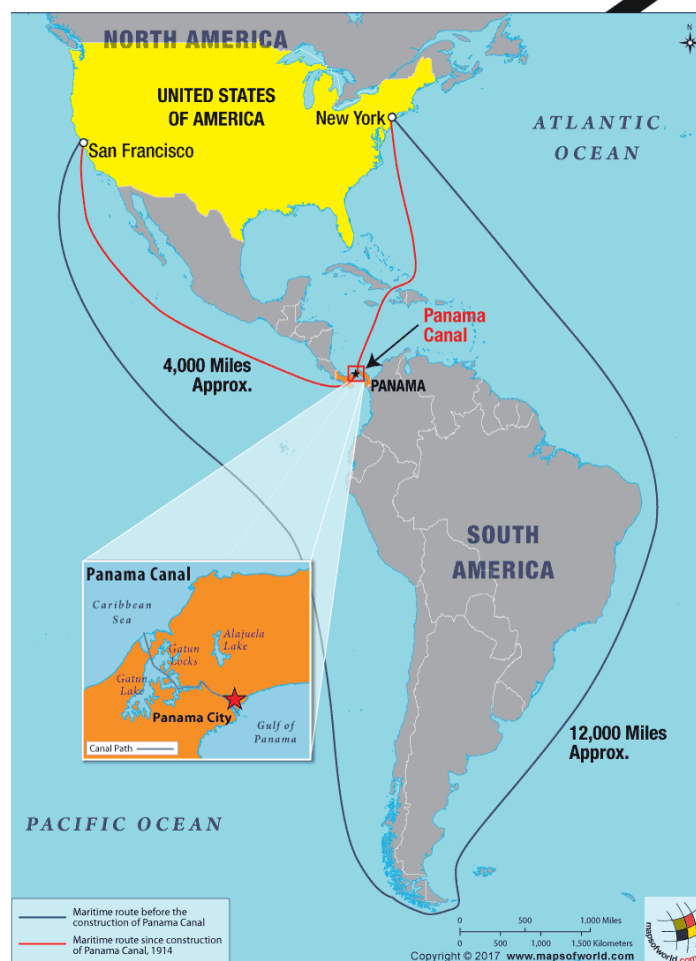 N
NORTH AMERICA
UNITED STATES
OF AMERICA
New York
San Francisco
ATLANTIC
OCEAN
Panama
Canal
4,000 Miles
Approx.
PANAMA
SOUTH
AMERICA
Panama Canal
Caribbean
Sea
Gatun
Locks
Alajuela
Lake
Gatun
Lake
Panama City
Gulf of
Panama
Canal Path
12,000 Miles
Approx.
PACIFIC OCEAN
Maritime route before the
construction of Panama Canal
Maritime route since construction
of Panama Canal, 1914
0 500 1,000 Miles
0 500 1,000 1,500 Kilometers
Copyright © 2017 www.mapsofworld.com
mapsofworld.com